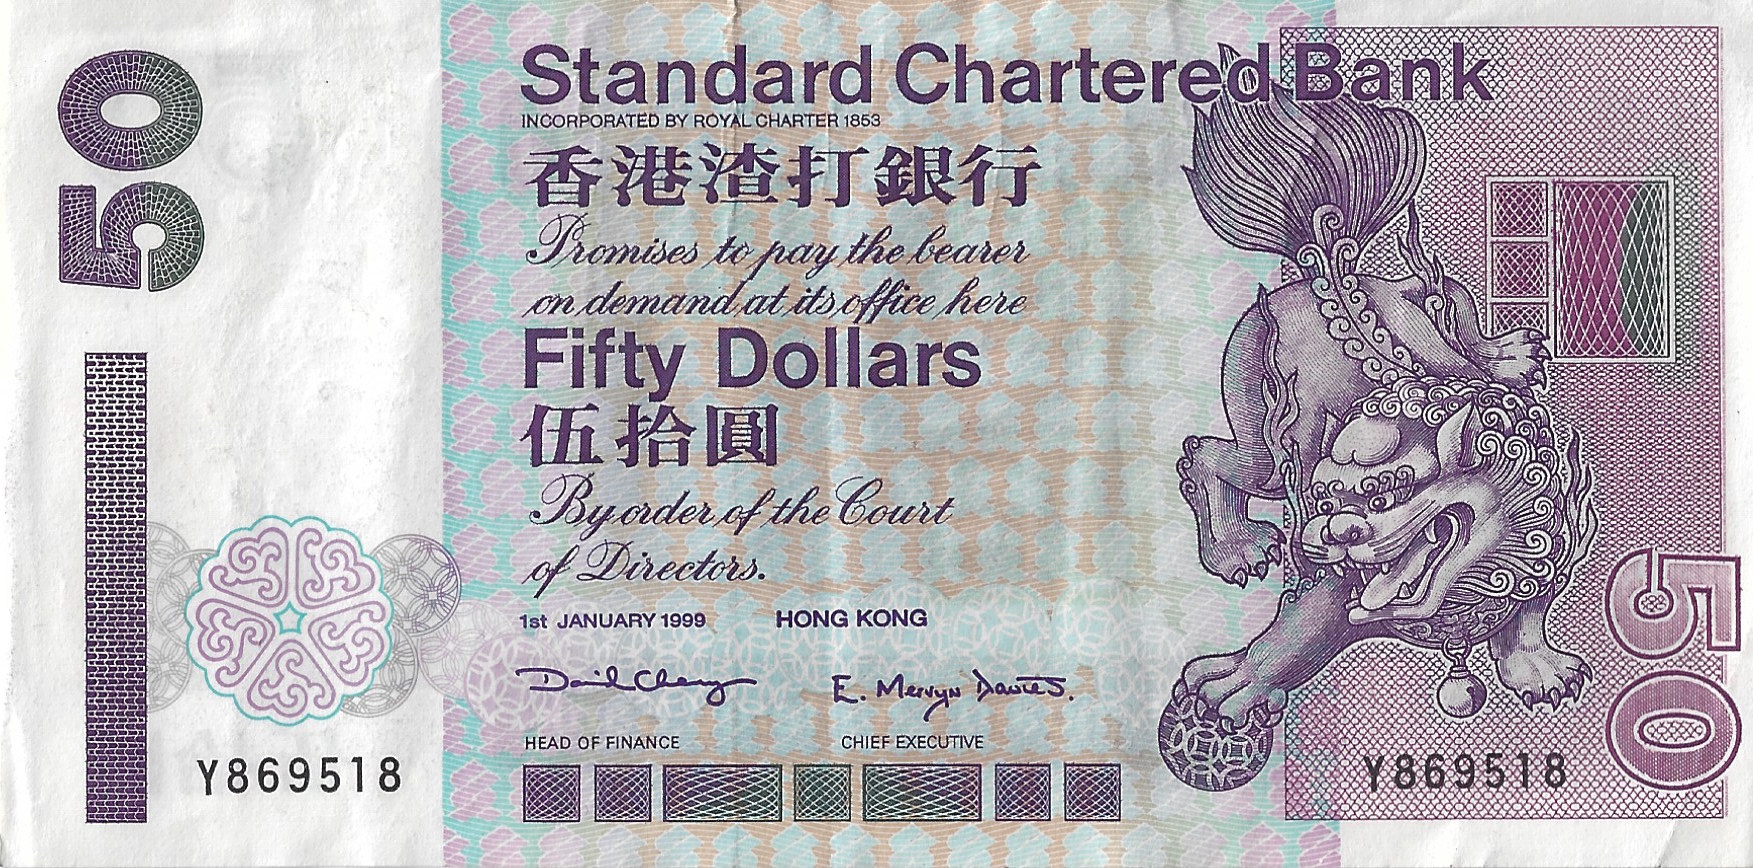 50
Standard Chartered Bank
INCORPORATED BY ROYAL CHARTER 1853
香港渣打銀行
Promises to pay the bearer
on demand at its office here
Fifty Dollars
伍拾圓
By order of the Court
of Directors.
1st JANUARY 1999 HONG KONG
David Cheng E. Mervyn Davies.
HEAD OF FINANCE CHIEF EXECUTIVE
Y869518 Y869518
50